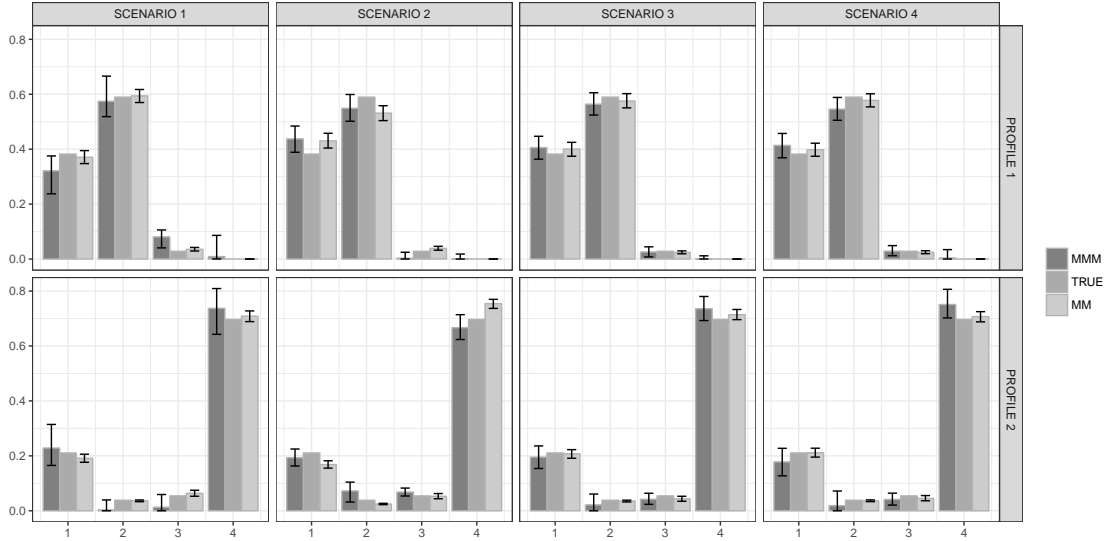 SCENARIO 1 SCENARIO 2 SCENARIO 3 SCENARIO 4
0.8
0.6
0.4
0.2
0.0
PROFILE 1
MMM
TRUE
MM
0.8
0.6
0.4
0.2
0.0
PROFILE 2
1 2 3 4 1 2 3 4 1 2 3 4 1 2 3 4